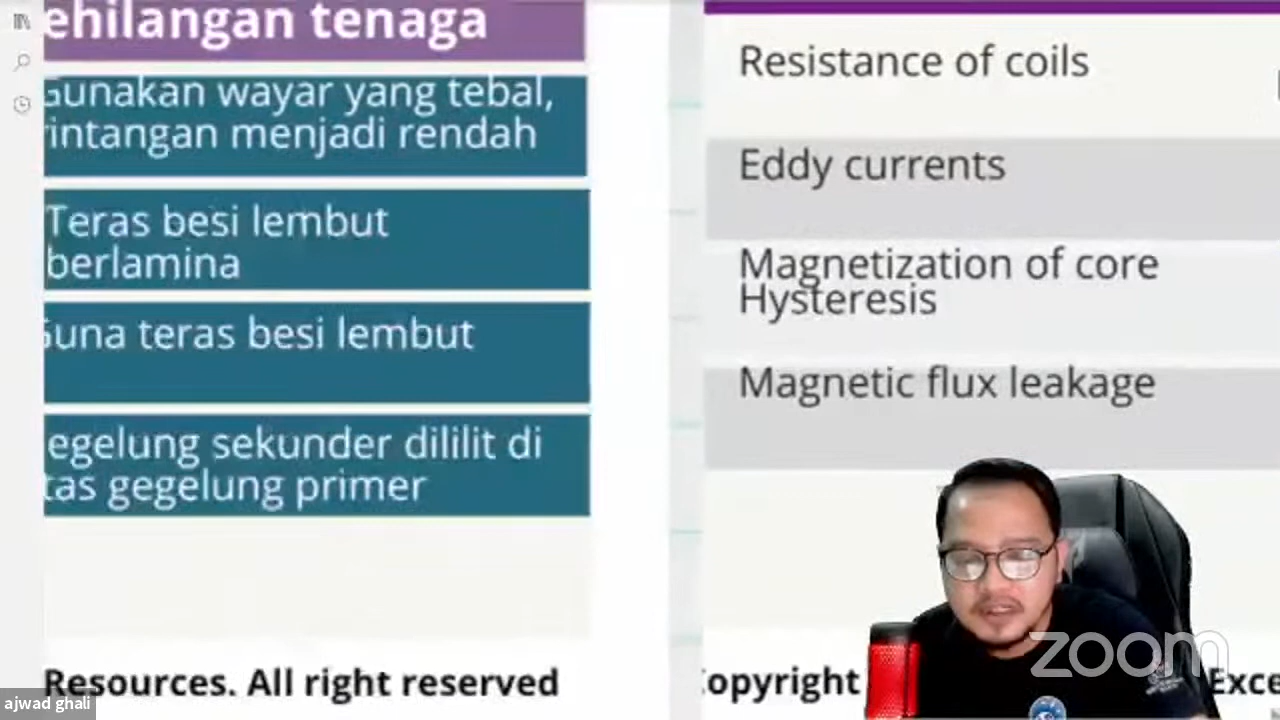 ehilangan tenaga
Gunakan wayar yang tebal,
rintangan menjadi rendah
Teras besi lembut
berlamina
Guna teras besi lembut
egelung sekunder dililit di
tas gegelung primer
Resources. All right reserved
Resistance of coils
Eddy currents
Magnetization of core
Hysteresis
Magnetic flux leakage
opyright
Exce
zoom
ajwad ghali